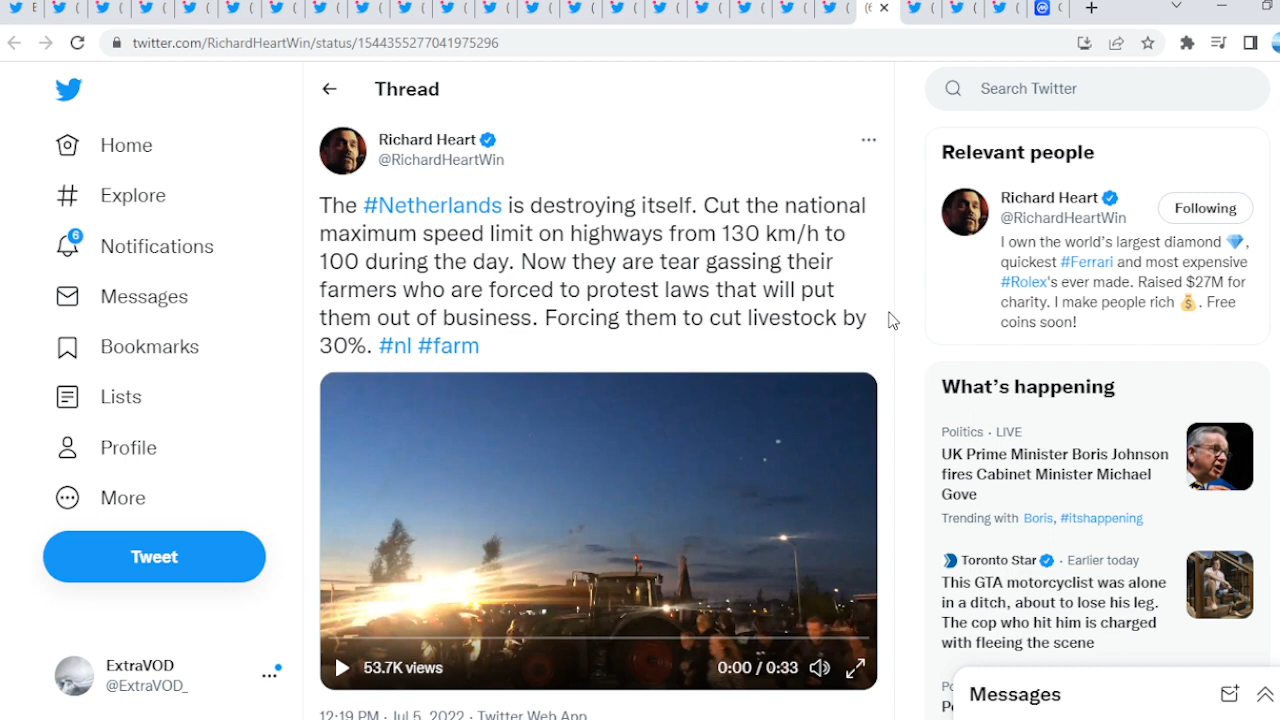 twitter.com/RichardHeartWin/status/1544355277041975296
Home
Explore
6
Notifications
Messages
Bookmarks
Lists
Profile
More
Tweet
ExtraVOD
@ExtraVOD_
Thread
Richard Heart
@RichardHeartWin
The #Netherlands is destroying itself. Cut the national
maximum speed limit on highways from 130 km/h to
100 during the day. Now they are tear gassing their
farmers who are forced to protest laws that will put
them out of business. Forcing them to cut livestock by
30%. #nl #farm
53.7K views
0:00 / 0:33
12:19 PM · Jul 5, 2022 · Twitter Web App
Search Twitter
Relevant people
Richard Heart
@RichardHeartWin
Following
I own the world's largest diamond 💎,
quickest #Ferrari and most expensive
#Rolex's ever made. Raised $27M for
charity. I make people rich 💰. Free
coins soon!
What's happening
Politics · LIVE
UK Prime Minister Boris Johnson
fires Cabinet Minister Michael
Gove
Trending with Boris, #itshappening
Toronto Star · Earlier today
This GTA motorcyclist was alone
in a ditch, about to lose his leg.
The cop who hit him is charged
with fleeing the scene
Messages